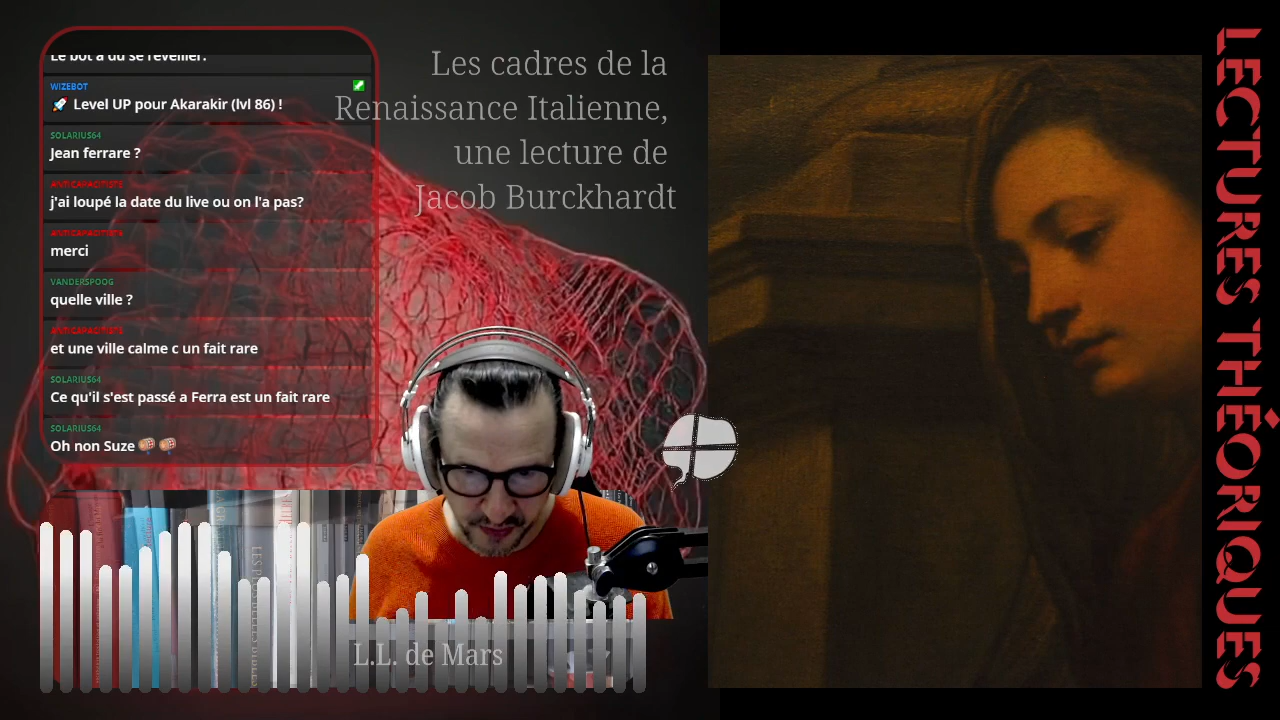 Le bot a dû se réveiller.
WIZEBOT
Level UP pour Akarakir (lvl 86) !
SOLARIUS64
Jean ferrare ?
ANTICAPACITISTE
j'ai loupé la date du live ou on l'a pas?
ANTICAPACITISTE
merci
VANDERSPOOG
quelle ville ?
ANTICAPACITISTE
et une ville calme c un fait rare
SOLARIUS64
Ce qu'il s'est passé a Ferra est un fait rare
SOLARIUS64
Oh non Suze
Les cadres de la
Renaissance Italienne,
une lecture de
Jacob Burckhardt
L.L. de Mars
LECTURES THÉORIQUES